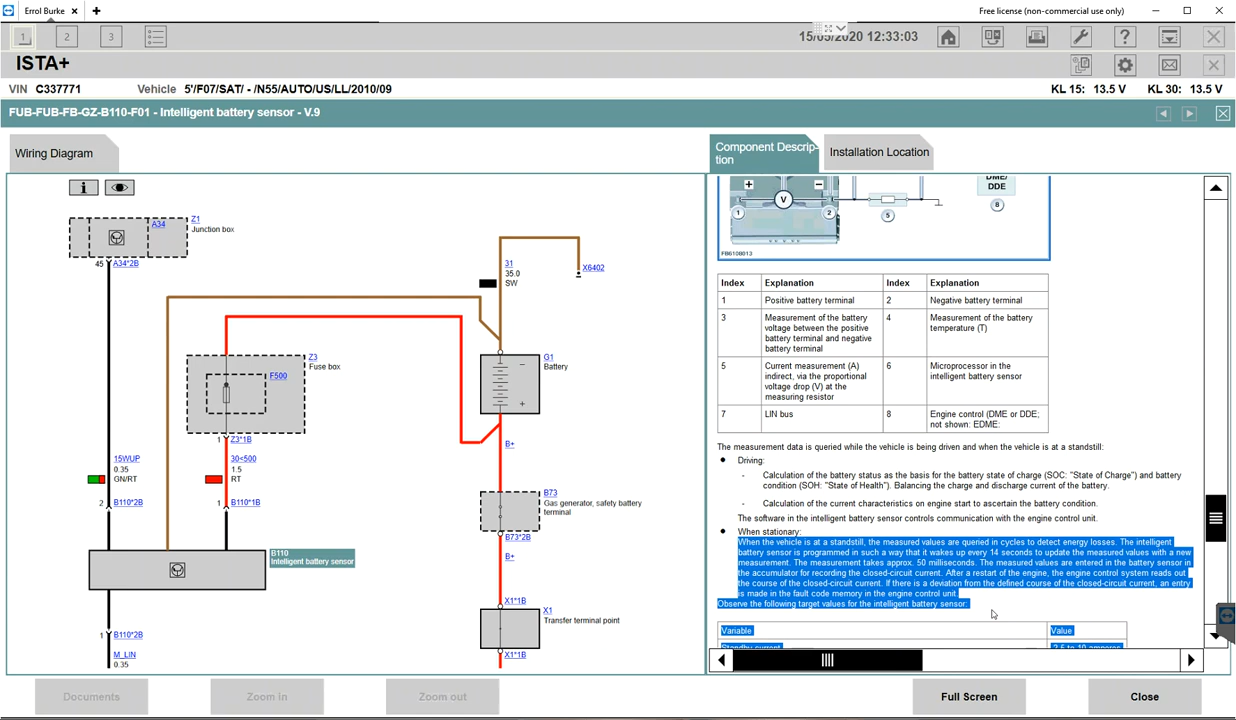 Errol Burke
Free license (non-commercial use only)
1 2 3
15/05/2020 12:33:03
ISTA+
VIN C337771 Vehicle 5'/F07/SAT/ - /N55/AUTO/US/LL/2010/09 KL 15: 13.5 V KL 30: 13.5 V
FUB-FUB-FB-GZ-B110-F01 - Intelligent battery sensor - V.9
Wiring Diagram
Z1
Junction box
A34
45 A34*2B
15WUP
0.35
GN/RT
2 B110*2B
Z3
Fuse box
F500
1 Z3*1B
30<500
1.5
RT
1 B110*1B
B110
Intelligent battery sensor
1 B110*2B
M_LIN
0.35
31
35.0
SW
X6402
G1
Battery
B+
B73
Gas generator, safety battery
terminal
B73*2B
B+
X1*1B
X1
Transfer terminal point
X1*1B
Component Descrip-
tion
Installation Location
DME/
DDE
1 V 2 5 8
FB6108013
Index Explanation Index Explanation
1 Positive battery terminal 2 Negative battery terminal
3 Measurement of the battery
voltage between the positive
battery terminal and negative
battery terminal
4 Measurement of the battery
temperature (T)
5 Current measurement (A)
indirect, via the proportional
voltage drop (V) at the
measuring resistor
6 Microprocessor in the
intelligent battery sensor
7 LIN bus 8 Engine control (DME or DDE;
not shown: EDME:
The measurement data is queried while the vehicle is being driven and when the vehicle is at a standstill:
● Driving:
- Calculation of the battery status as the basis for the battery state of charge (SOC: "State of Charge") and battery
condition (SOH: "State of Health"). Balancing the charge and discharge current of the battery.
- Calculation of the current characteristics on engine start to ascertain the battery condition.
The software in the intelligent battery sensor controls communication with the engine control unit.
● When stationary:
When the vehicle is at a standstill, the measured values are queried in cycles to detect energy losses. The intelligent
battery sensor is programmed in such a way that it wakes up every 14 seconds to update the measured values with a new
measurement. The measurement takes approx. 50 milliseconds. The measured values are entered in the battery sensor in
the accumulator for recording the closed-circuit current. After a restart of the engine, the engine control system reads out
the course of the closed-circuit current. If there is a deviation from the defined course of the closed-circuit current, an entry
is made in the fault code memory in the engine control unit.
Observe the following target values for the intelligent battery sensor:
Variable Value
Standby current 2.5 to 10 amperes
Documents Zoom in Zoom out Full Screen Close